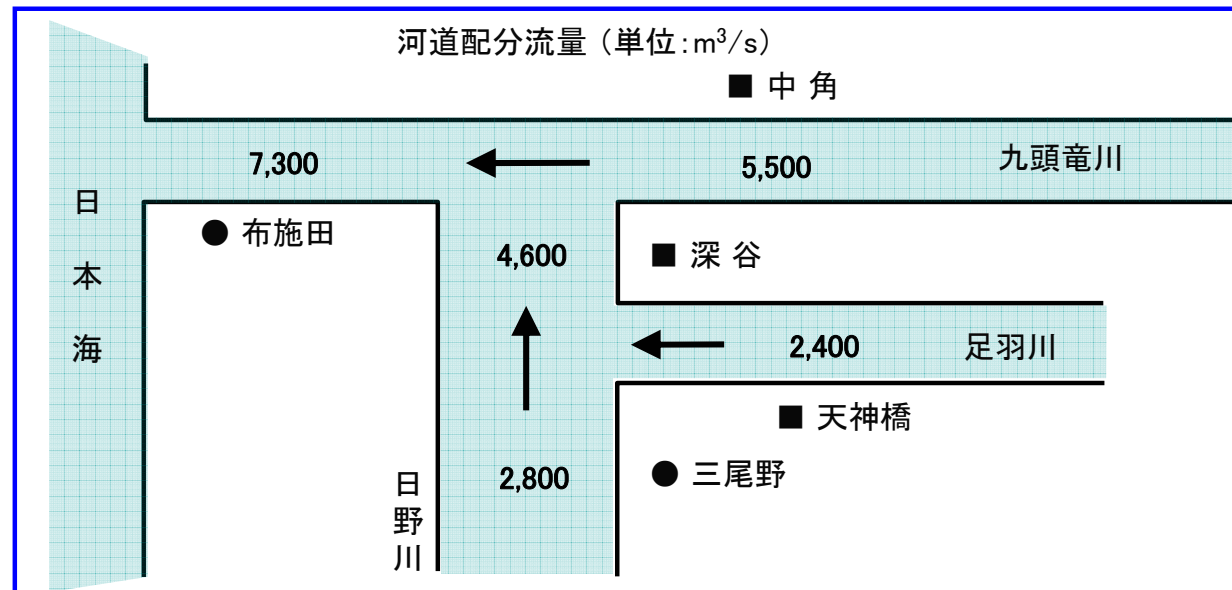 河道配分流量（単位：m³/s）
■ 中 角
7,300
5,500
九頭竜川
日本海
● 布施田
4,600
■ 深 谷
2,400
足羽川
■ 天神橋
日野川
2,800
● 三尾野